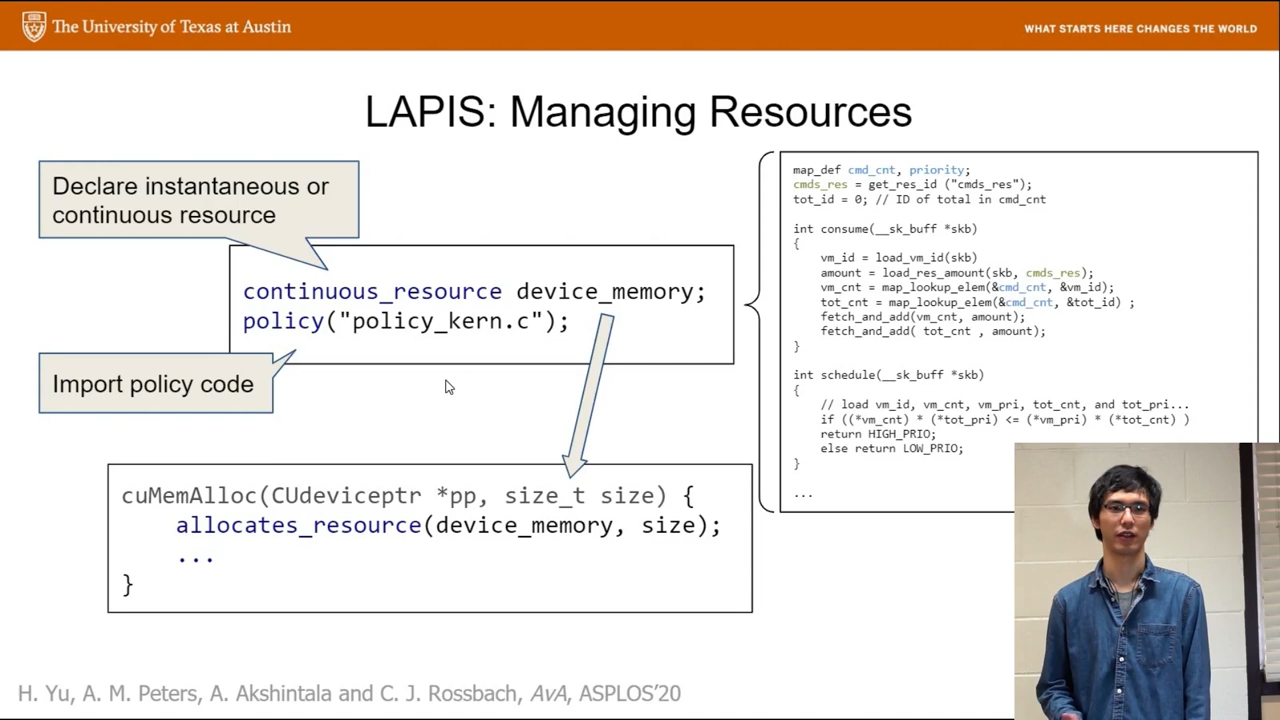 The University of Texas at Austin
WHAT STARTS HERE CHANGES THE WORLD
LAPIS: Managing Resources
Declare instantaneous or
continuous resource
continuous_resource device_memory;
policy("policy_kern.c");
Import policy code
cuMemAlloc(CUdeviceptr *pp, size_t size) {
allocates_resource(device_memory, size);
...
}
map_def cmd_cnt, priority;
cmds_res = get_res_id ("cmds_res");
tot_id = 0; // ID of total in cmd_cnt
int consume(__sk_buff *skb)
{
vm_id = load_vm_id(skb)
amount = load_res_amount(skb, cmds_res);
vm_cnt = map_lookup_elem(&cmd_cnt, &vm_id);
tot_cnt = map_lookup_elem(&cmd_cnt, &tot_id) ;
fetch_and_add(vm_cnt, amount);
fetch_and_add( tot_cnt , amount);
}
int schedule(__sk_buff *skb)
{
// load vm_id, vm_cnt, vm_pri, tot_cnt, and tot_pri...
if ((*vm_cnt) * (*tot_pri) <= (*vm_pri) * (*tot_cnt) )
return HIGH_PRIO;
else return LOW_PRIO;
}
...
H. Yu, A. M. Peters, A. Akshintala and C. J. Rossbach, AvA, ASPLOS'20